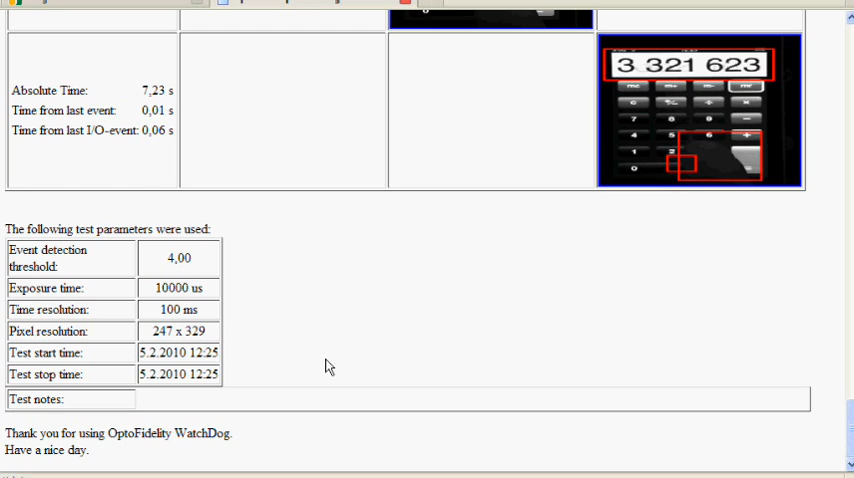 Absolute Time: 7,23 s
Time from last event: 0,01 s
Time from last I/O-event: 0,06 s
3 321 623
mc m+ m- mr
c +/- ÷ ×
7 8 9 −
4 5 6 +
1 2
0 =
The following test parameters were used:
Event detection threshold: 4,00
Exposure time: 10000 us
Time resolution: 100 ms
Pixel resolution: 247 x 329
Test start time: 5.2.2010 12:25
Test stop time: 5.2.2010 12:25
Test notes:
Thank you for using OptoFidelity WatchDog.
Have a nice day.